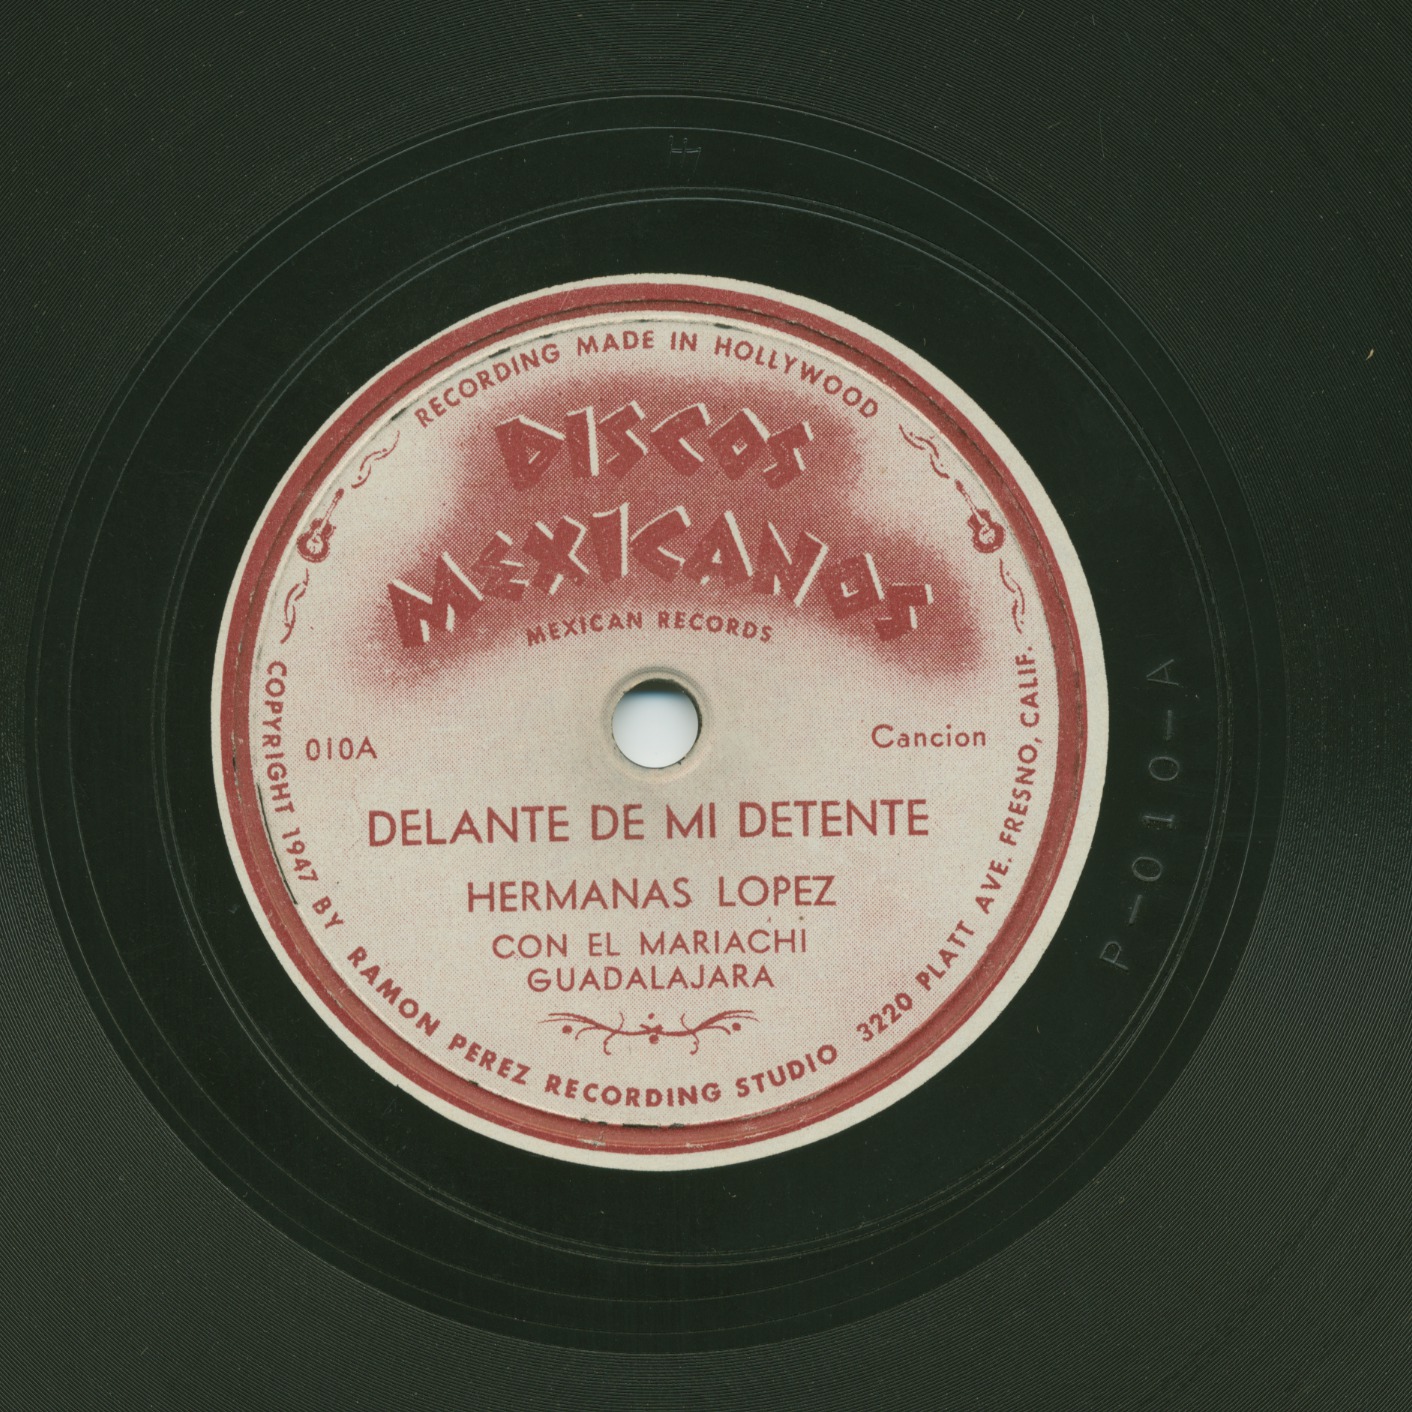 RECORDING MADE IN HOLLYWOOD
DISCOS
MEXICANOS
MEXICAN RECORDS
010A
Cancion
DELANTE DE MI DETENTE
HERMANAS LOPEZ
CON EL MARIACHI
GUADALAJARA
COPYRIGHT 1947 BY RAMON PEREZ RECORDING STUDIO 3220 PLATT AVE. FRESNO, CALIF.
P-010-A